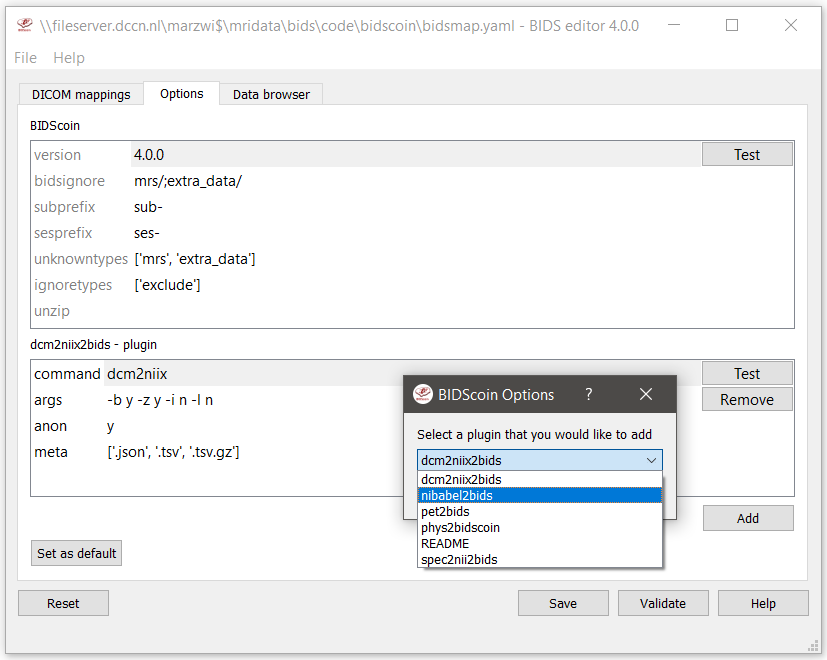 \\fileserver.dccn.nl\marzwi$\mridata\bids\code\bidscoin\bidsmap.yaml - BIDS editor 4.0.0
File Help
DICOM mappings Options Data browser
BIDScoin
version 4.0.0 Test
bidsignore mrs/;extra_data/
subprefix sub-
sesprefix ses-
unknowntypes ['mrs', 'extra_data']
ignoretypes ['exclude']
unzip
dcm2niix2bids - plugin
command dcm2niix Test
args -b y -z y -i n -l n Remove
anon y
meta ['.json', '.tsv', '.tsv.gz']
BIDScoin Options ?
Select a plugin that you would like to add
dcm2niix2bids
dcm2niix2bids
nibabel2bids
pet2bids
phys2bidscoin
README
spec2nii2bids
Add
Set as default
Reset Save Validate Help